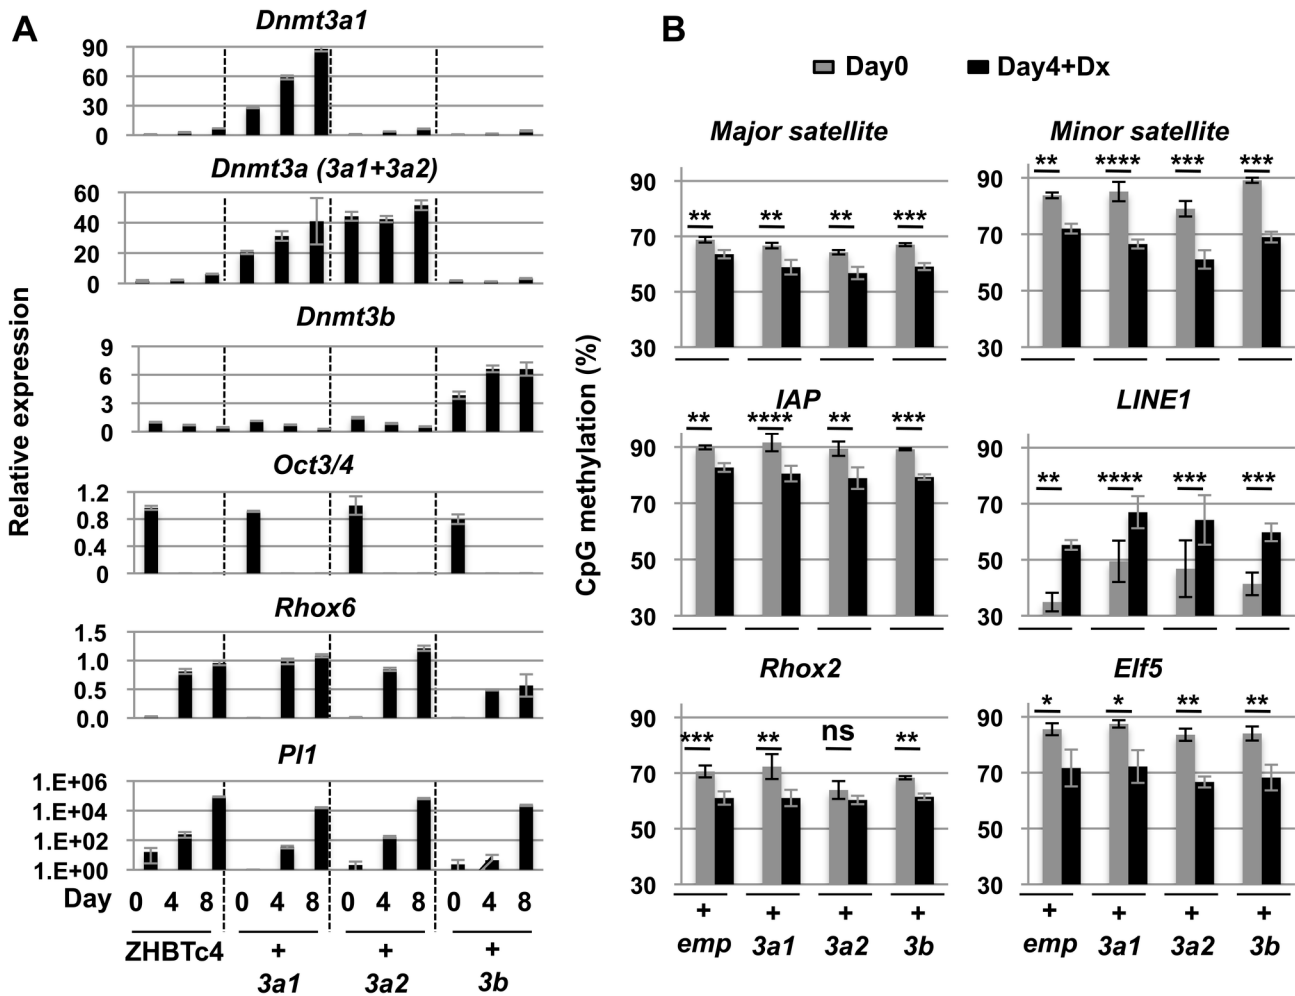 A
Dnmt3a1
90
60
30
0
Dnmt3a (3a1+3a2)
60
40
20
0
Dnmt3b
9
6
3
0
Oct3/4
1.2
0.8
0.4
0
Rhox6
1.5
1.0
0.5
0.0
Pl1
1.E+06
1.E+04
1.E+02
1.E+00
Relative expression
Day 0 4 8 0 4 8 0 4 8 0 4 8
ZHBTc4 + + +
3a1 3a2 3b
B
Day0 Day4+Dx
CpG methylation (%)
Major satellite
90
70
50
30
** ** ** ***
Minor satellite
90
70
50
30
** **** *** ***
IAP
90
70
50
30
** **** ** ***
LINE1
90
70
50
30
** **** *** ***
Rhox2
90
70
50
30
*** ** ns **
Elf5
90
70
50
30
* * ** **
+ + + + + + + +
emp 3a1 3a2 3b emp 3a1 3a2 3b